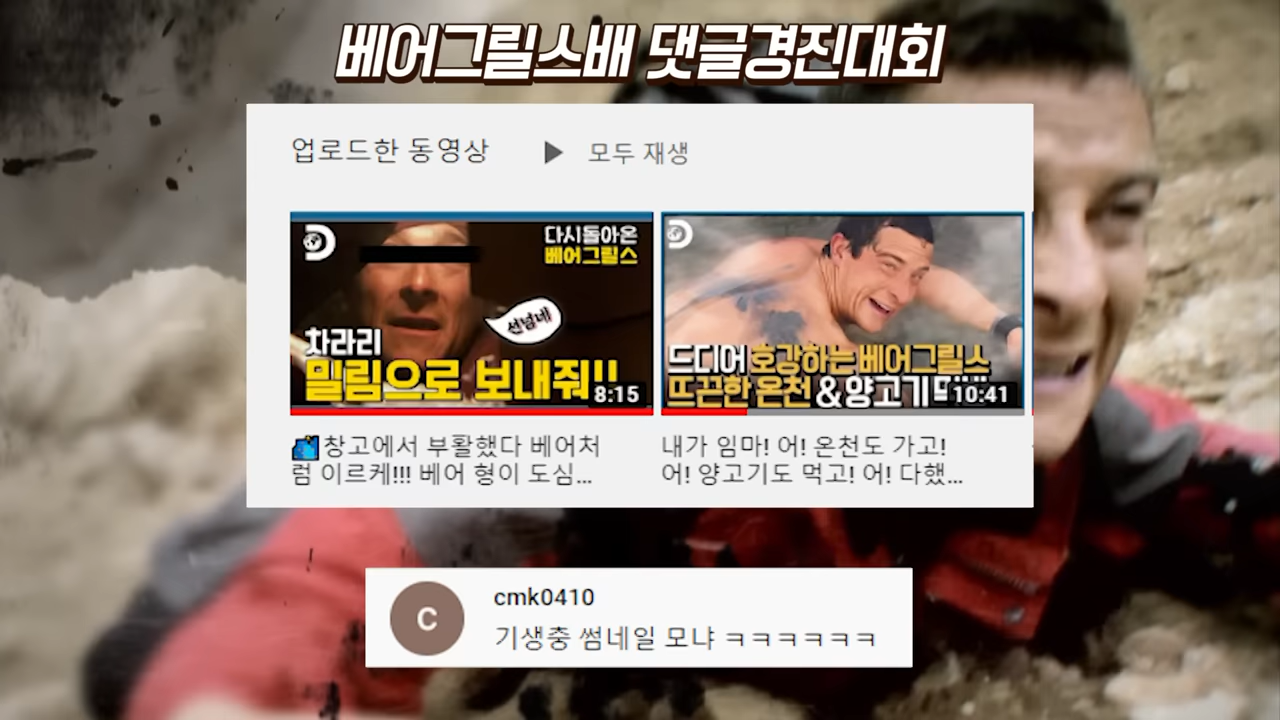 베어그릴스배 댓글경진대회
업로드한 동영상 모두 재생
다시돌아온
베어그릴스
선넘네
차라리
밀림으로 보내줘!!
8:15
드디어 호강하는 베어그릴스
뜨끈한 온천 & 양고기
10:41
창고에서 부활했다 베어처
럼 이르케!!! 베어 형이 도심...
내가 임마! 어! 온천도 가고!
어! 양고기도 먹고! 어! 다했...
C
cmk0410
기생충 썸네일 모냐 ㅋㅋㅋㅋㅋㅋ